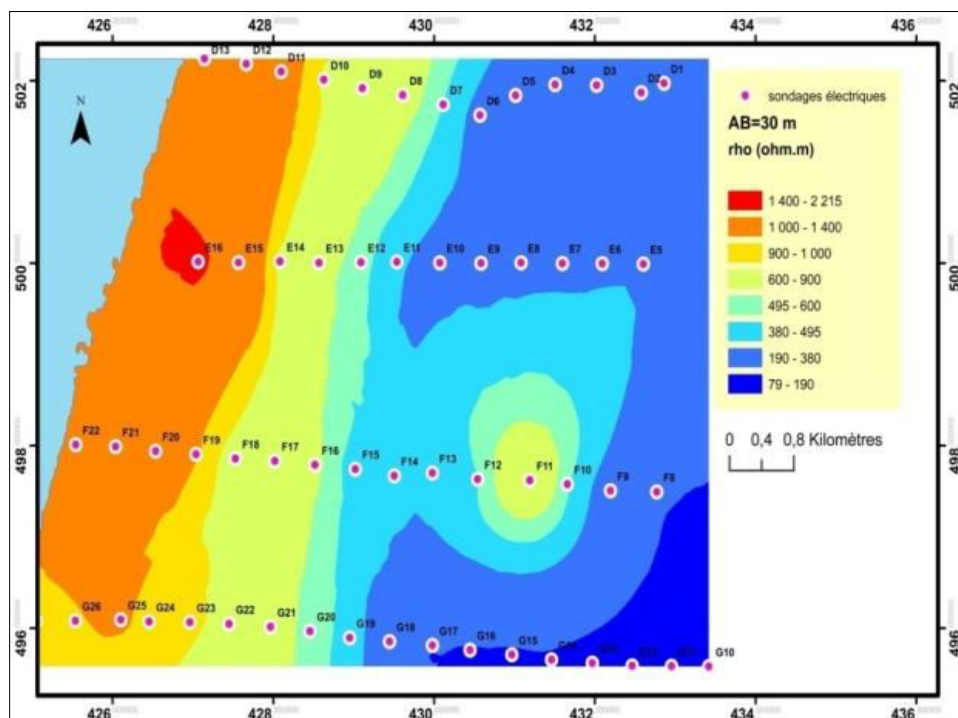 426 428 430 432 434 436
D13 D12 D11 D10 D9 D8 D7 D6 D5 D4 D3 D2 D1
502 502
N
sondages électriques
AB=30 m
rho (ohm.m)
1 400 - 2 215
1 000 - 1 400
900 - 1 000
600 - 900
495 - 600
380 - 495
190 - 380
79 - 190
0 0,4 0,8 Kilomètres
E16 E15 E14 E13 E12 E11 E10 E9 E8 E7 E6 E5
500 500
F22 F21 F20 F19 F18 F17 F16 F15 F14 F13 F12 F11 F10 F9 F8
498 498
G26 G25 G24 G23 G22 G21 G20 G19 G18 G17 G16 G15 G10
496 496
426 428 430 432 434 436